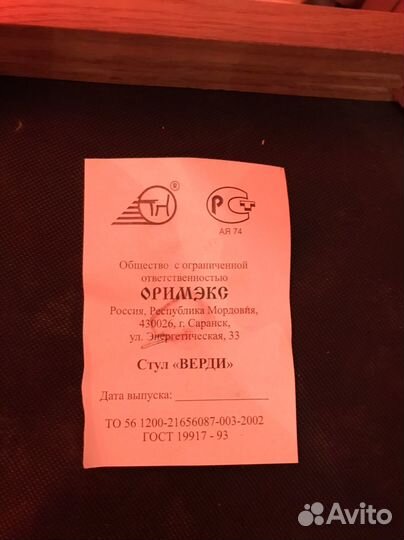 ТН ®
РСТ
АЯ 74
Общество с ограниченной
ответственностью
ОРИМЭКС
Россия, Республика Мордовия,
430026, г. Саранск,
ул. Энергетическая, 33
Стул «ВЕРДИ»
Дата выпуска:
ТО 56 1200-21656087-003-2002
ГОСТ 19917 - 93
Avito